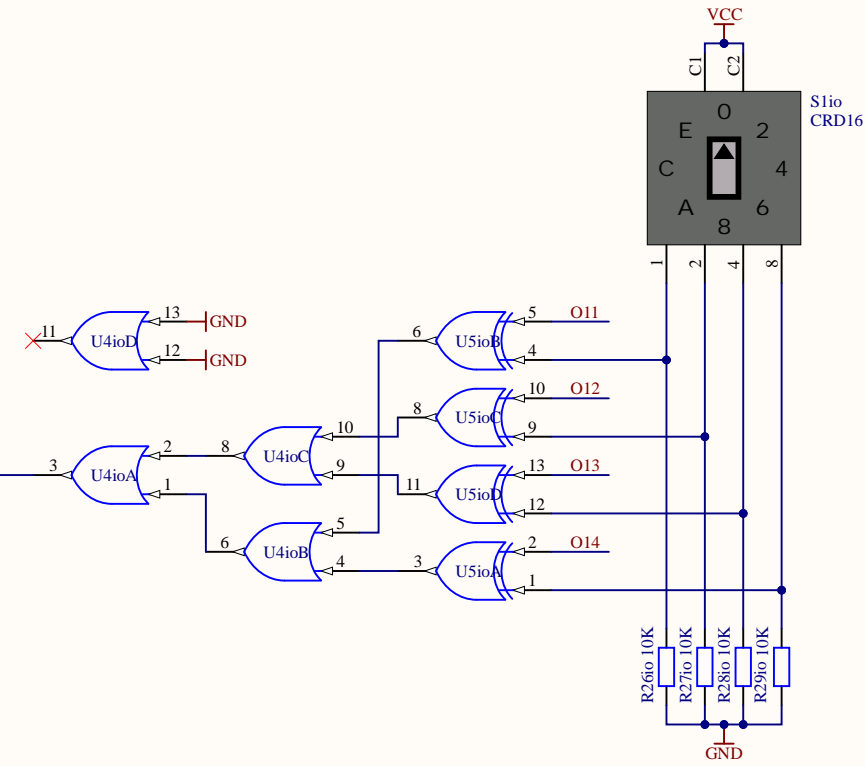 VCC
C1
C2
S1io
CRD16
0
E
2
C
4
A
6
8
1
2
4
8
11
U4ioD
13
GND
12
GND
6
U5ioB
5
O11
4
8
U5ioC
10
O12
9
3
U4ioA
2
1
8
U4ioC
10
9
11
U5ioD
13
O13
12
6
U4ioB
5
4
3
U5ioA
2
O14
1
R26io 10K
R27io 10K
R28io 10K
R29io 10K
GND